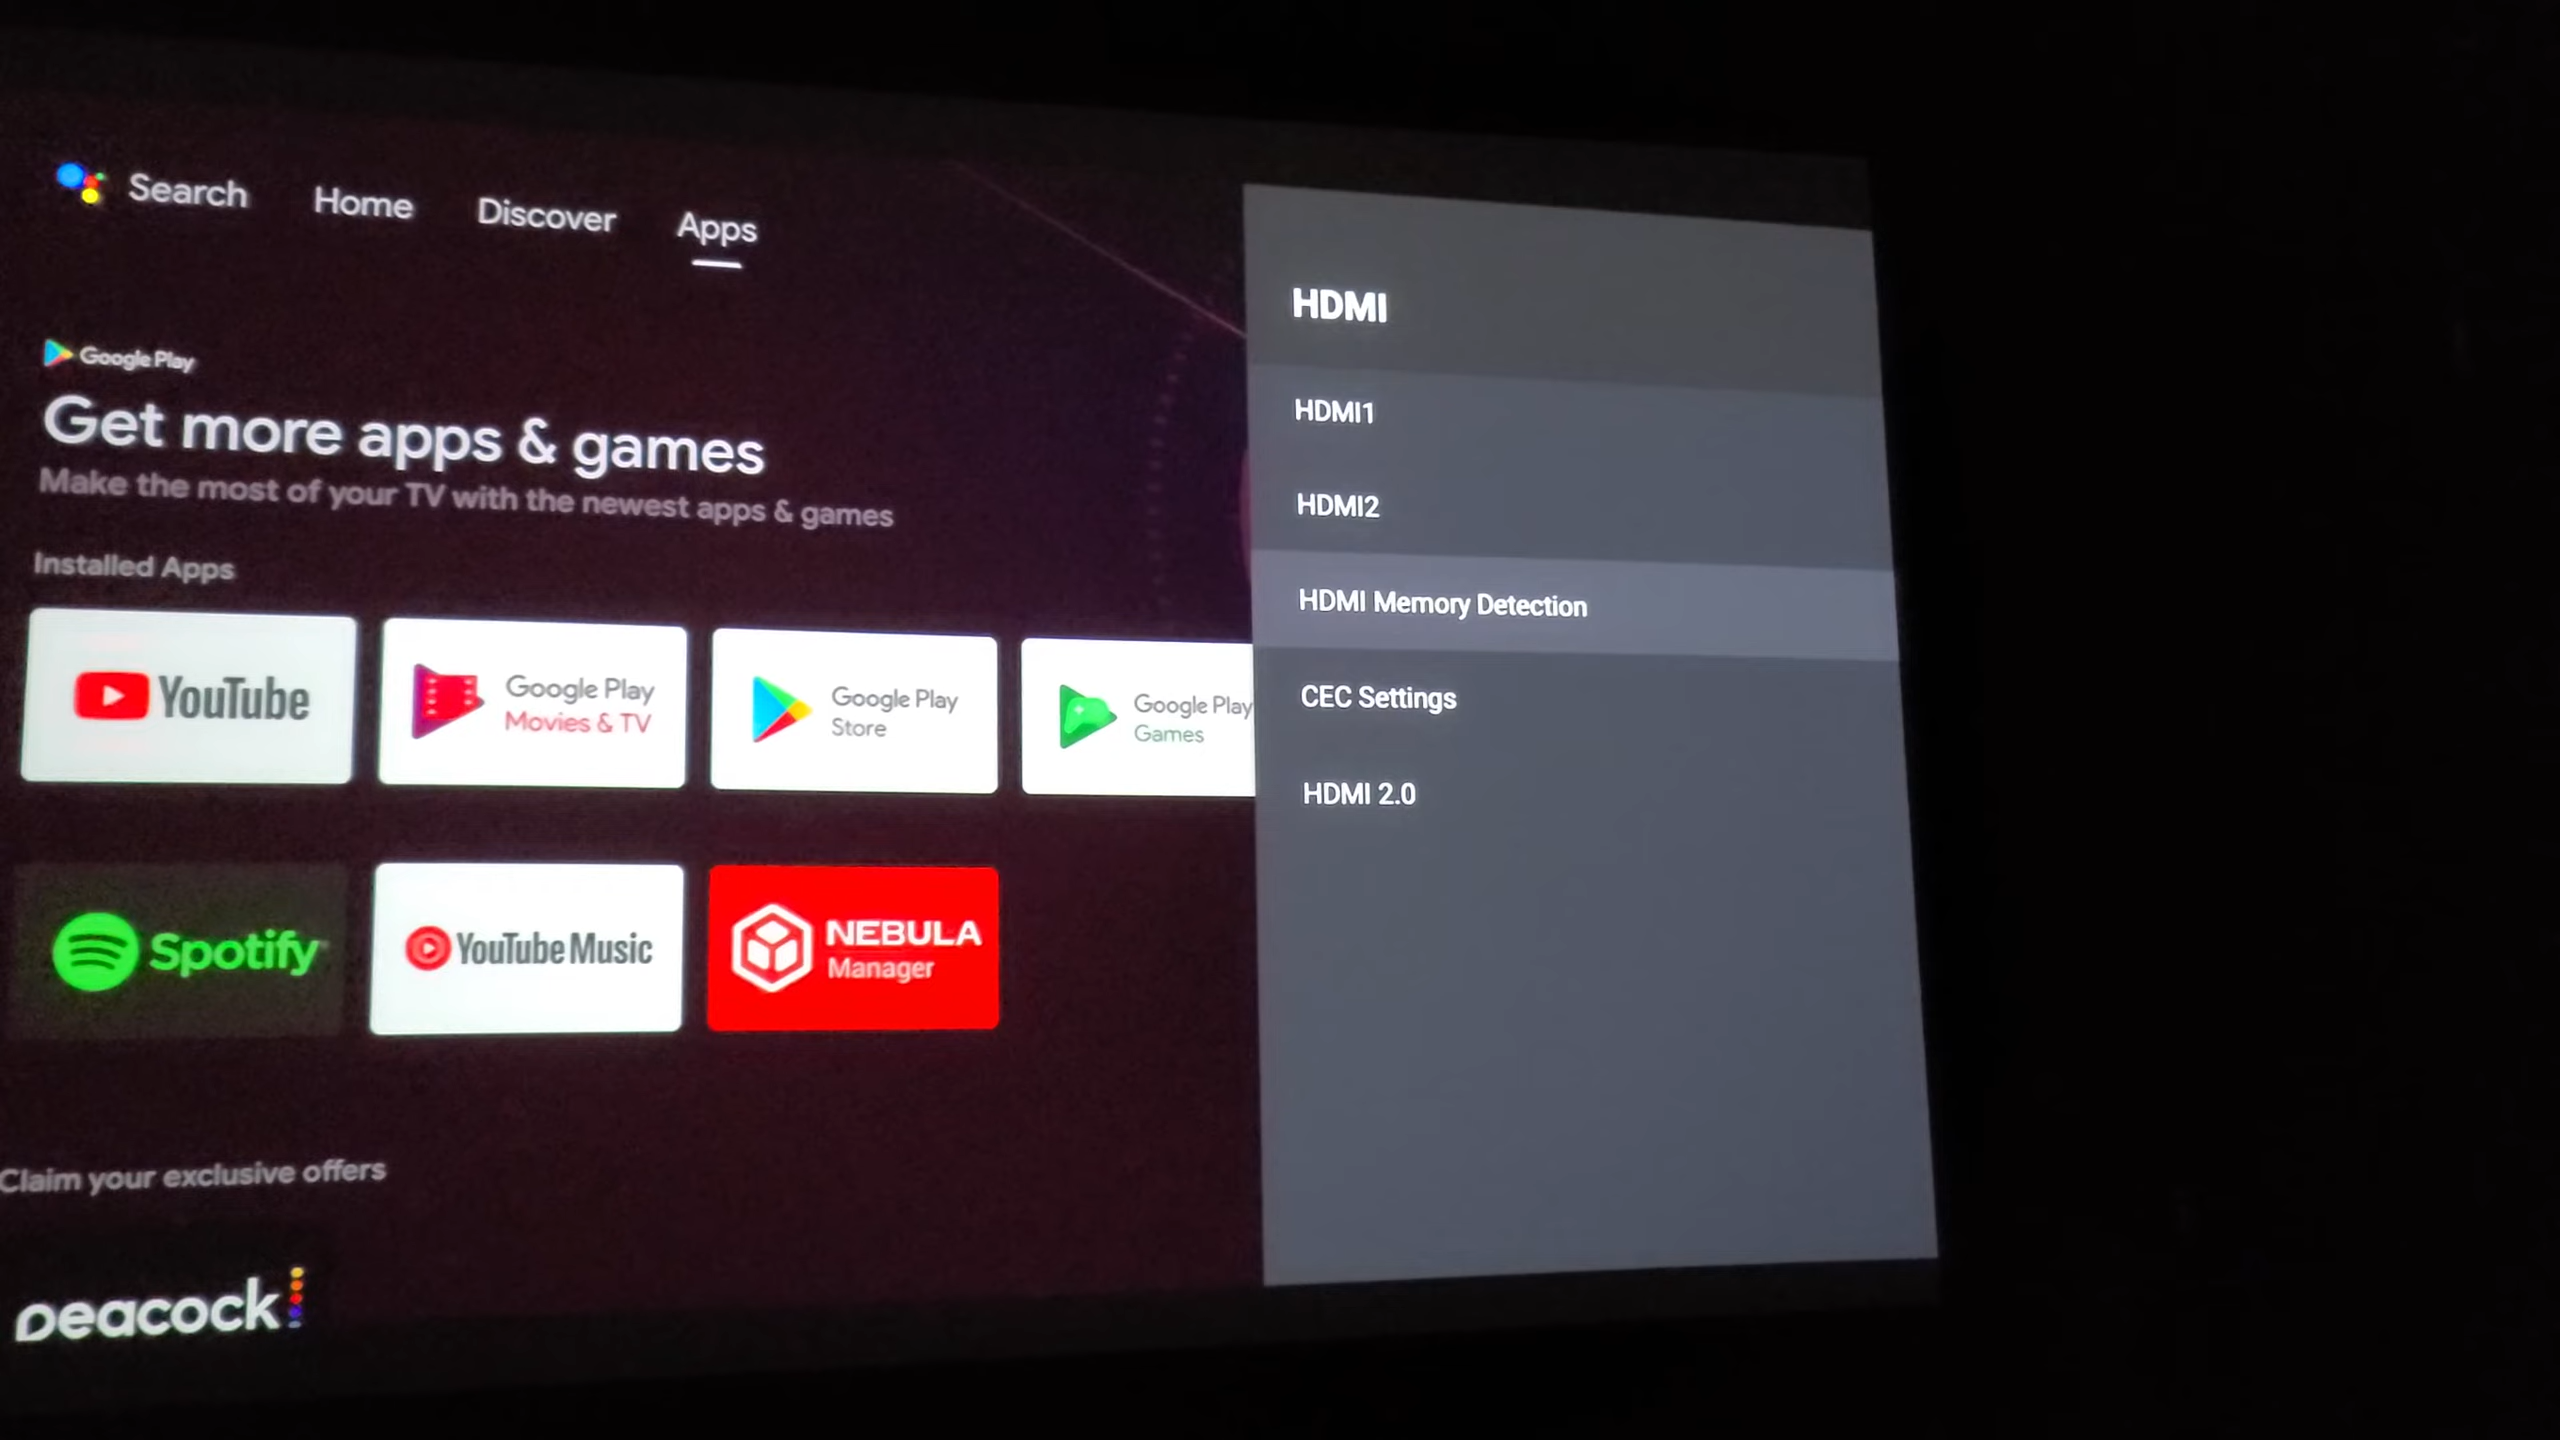 Search Home Discover Apps
Google Play
Get more apps & games
Make the most of your TV with the newest apps & games
Installed Apps
YouTube
Google Play
Movies & TV
Google Play
Store
Google Play
Games
Spotify
YouTube Music
NEBULA
Manager
Claim your exclusive offers
peacock
HDMI
HDMI1
HDMI2
HDMI Memory Detection
CEC Settings
HDMI 2.0